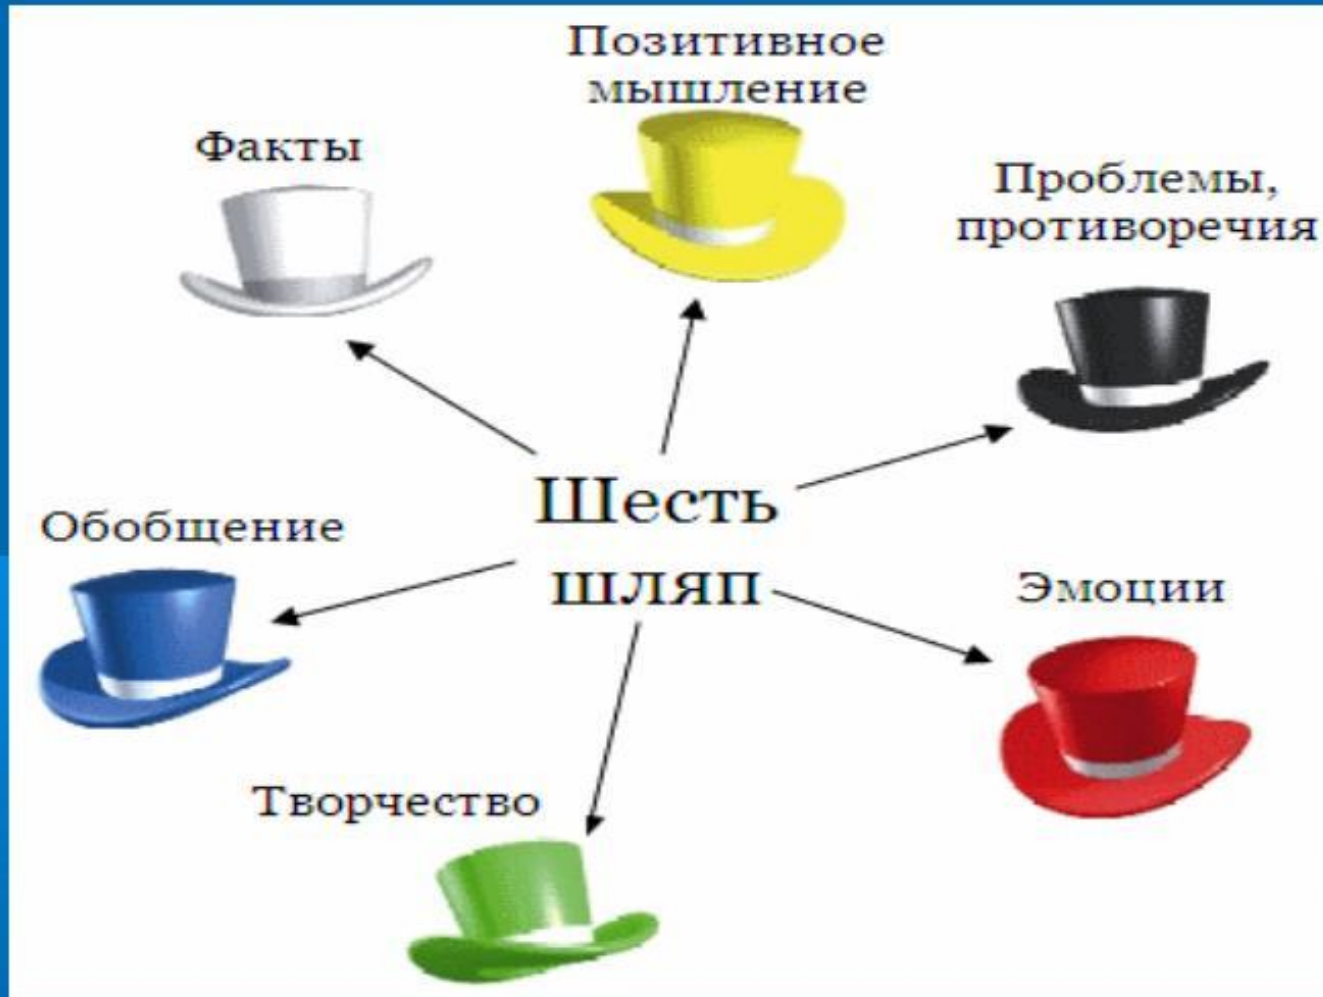 Позитивное
мышление
Факты
Проблемы,
противоречия
Шесть
шляп
Обобщение
Эмоции
Творчество